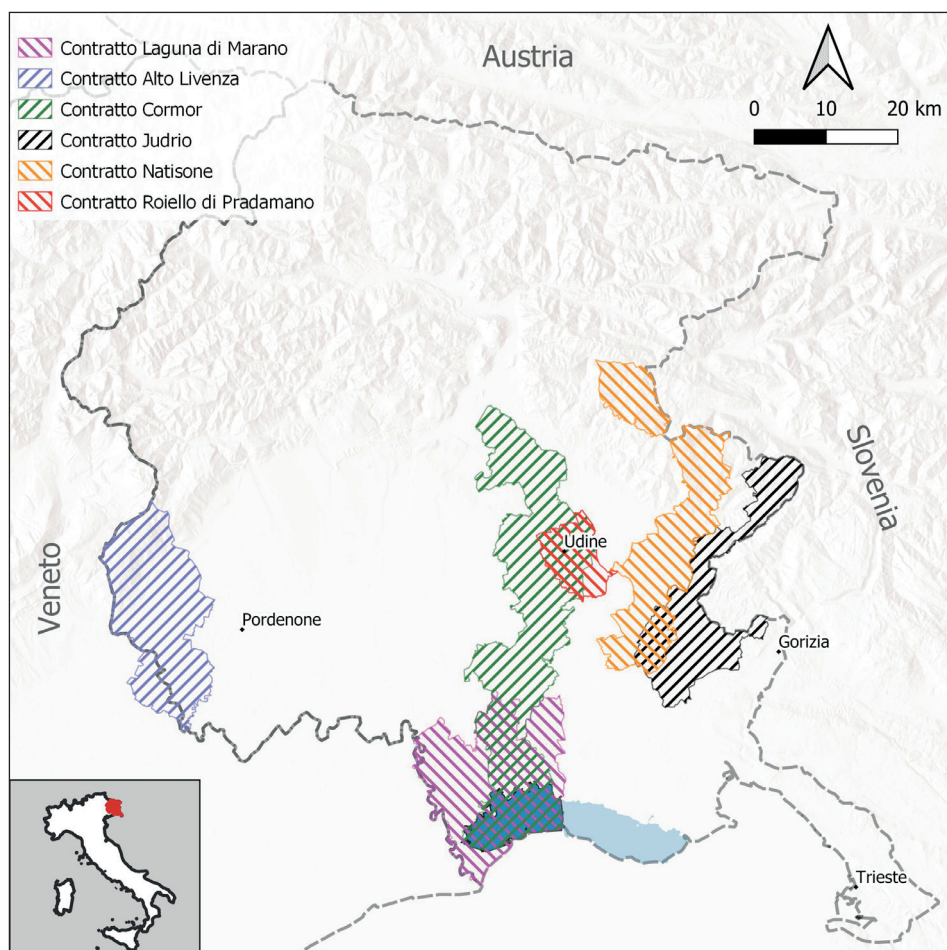 Contratto Laguna di Marano
Contratto Alto Livenza
Contratto Cormor
Contratto Judrio
Contratto Natisone
Contratto Roiello di Pradamano
Austria
0 10 20 km
Slovenia
Veneto
Udine
Pordenone
Gorizia
Trieste